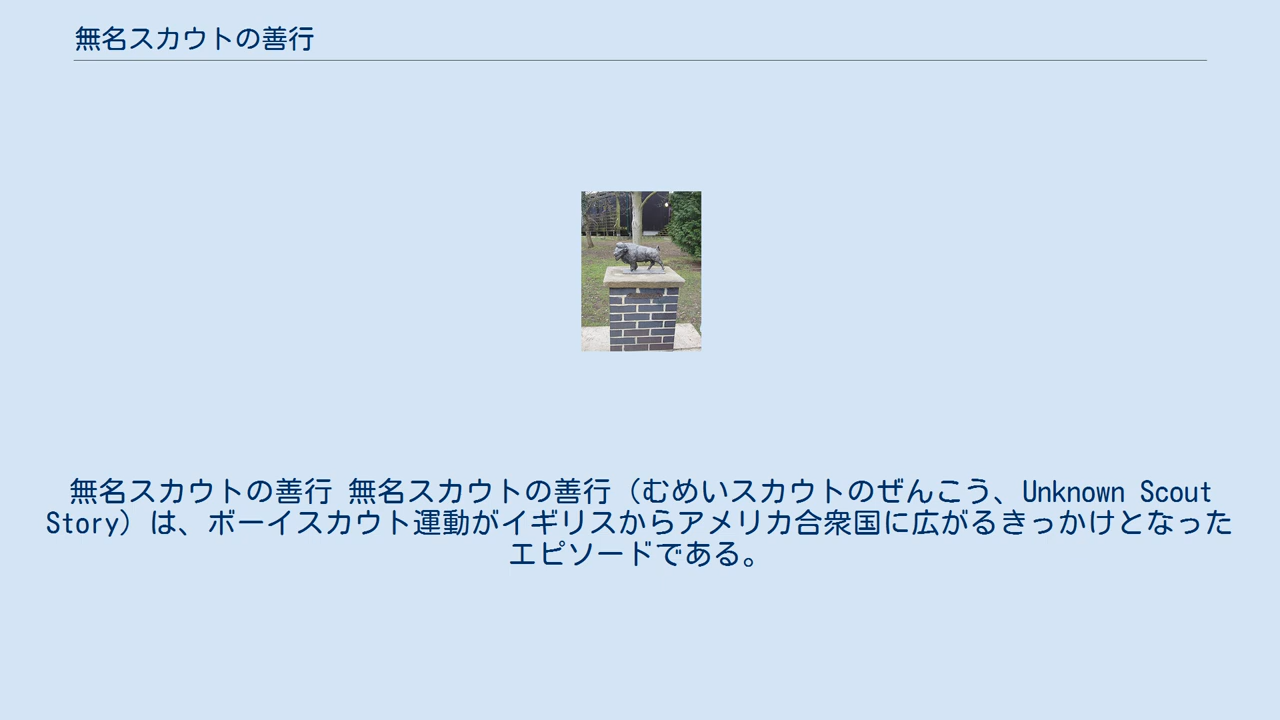 無名スカウトの善行
無名スカウトの善行 無名スカウトの善行（むめいスカウトのぜんこう、Unknown Scout
Story）は、ボーイスカウト運動がイギリスからアメリカ合衆国に広がるきっかけとなった
エピソードである。